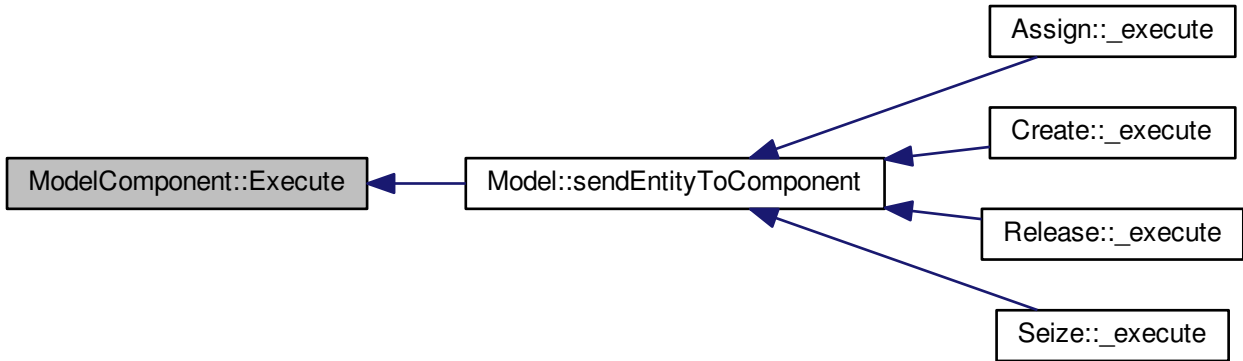 ModelComponent::Execute
Model::sendEntityToComponent
Assign::_execute
Create::_execute
Release::_execute
Seize::_execute